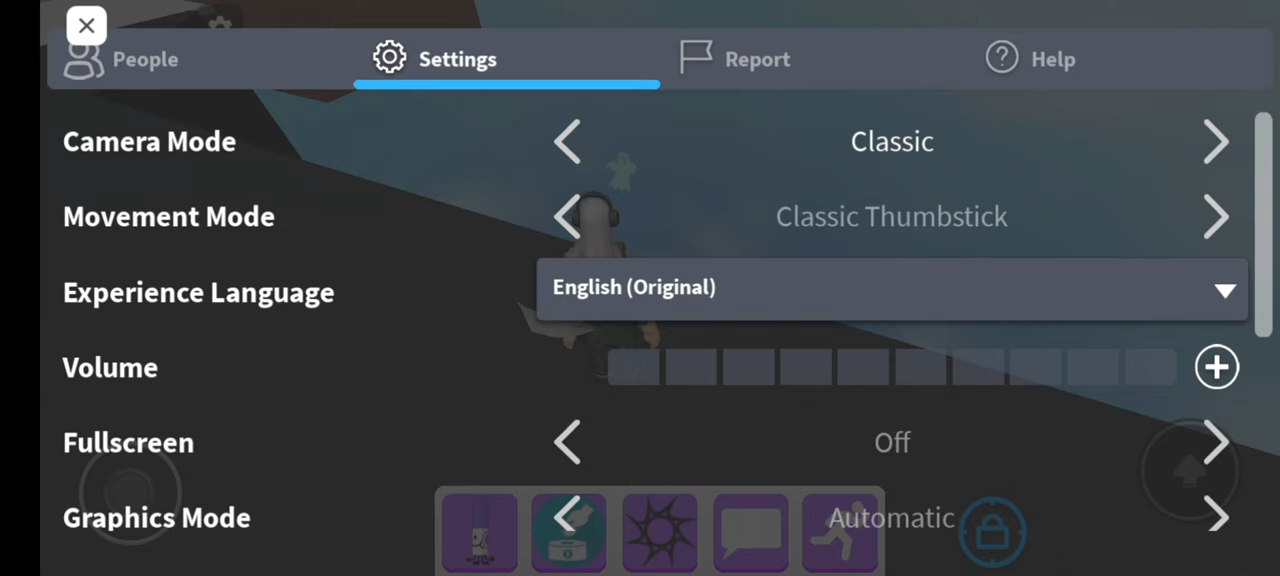 People
Settings
Report
Help
Camera Mode
Classic
Movement Mode
Classic Thumbstick
Experience Language
English (Original)
Volume
Fullscreen
Off
Graphics Mode
Automatic